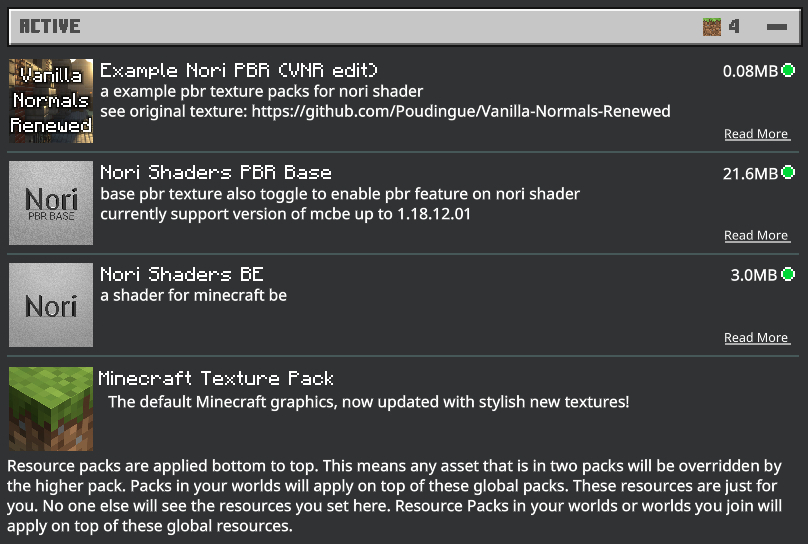 ACTIVE
4
Vanilla
Normals
Renewed
Example Nori PBR (VNR edit)
a example pbr texture packs for nori shader
see original texture: https://github.com/Poudingue/Vanilla-Normals-Renewed
0.08MB
Read More
Nori
PBR BASE
Nori Shaders PBR Base
base pbr texture also toggle to enable pbr feature on nori shader
currently support version of mcbe up to 1.18.12.01
21.6MB
Read More
Nori
Nori Shaders BE
a shader for minecraft be
3.0MB
Read More
Minecraft Texture Pack
The default Minecraft graphics, now updated with stylish new textures!
Resource packs are applied bottom to top. This means any asset that is in two packs will be overridden by
the higher pack. Packs in your worlds will apply on top of these global packs. These resources are just for
you. No one else will see the resources you set here. Resource Packs in your worlds or worlds you join will
apply on top of these global resources.